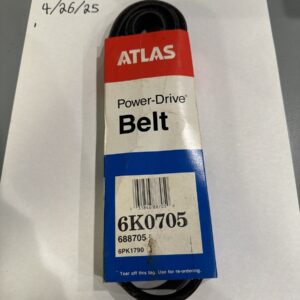 4/26/25
ATLAS
Power-Drive®
Belt
6K0705
688705
6PK1790
Tear off this tag. Use for re-ordering.